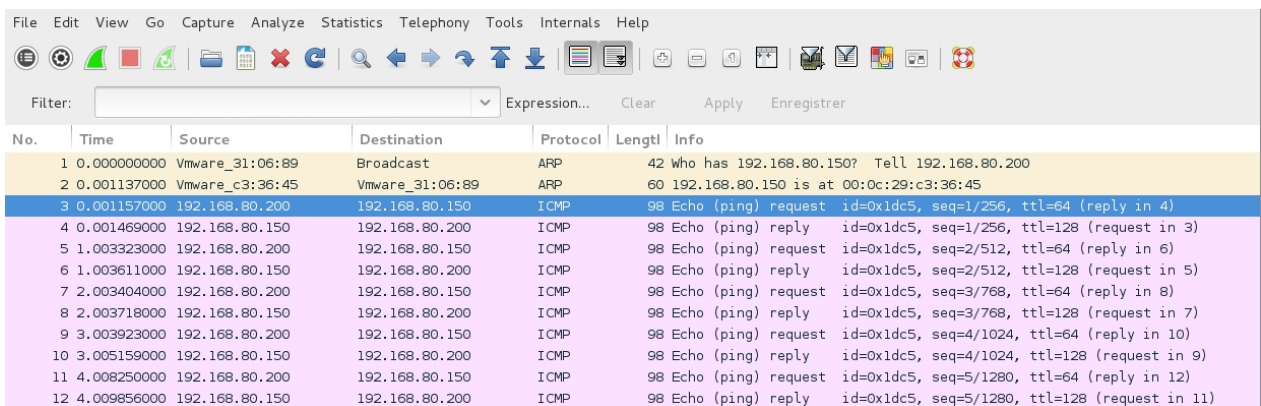 File Edit View Go Capture Analyze Statistics Telephony Tools Internals Help
Filter: Expression... Clear Apply Enregistrer
No. Time Source Destination Protocol Lengtl Info
1 0.000000000 Vmware_31:06:89 Broadcast ARP 42 Who has 192.168.80.150? Tell 192.168.80.200
2 0.001137000 Vmware_c3:36:45 Vmware_31:06:89 ARP 60 192.168.80.150 is at 00:0c:29:c3:36:45
3 0.001157000 192.168.80.200 192.168.80.150 ICMP 98 Echo (ping) request id=0x1dc5, seq=1/256, ttl=64 (reply in 4)
4 0.001469000 192.168.80.150 192.168.80.200 ICMP 98 Echo (ping) reply id=0x1dc5, seq=1/256, ttl=128 (request in 3)
5 1.003323000 192.168.80.200 192.168.80.150 ICMP 98 Echo (ping) request id=0x1dc5, seq=2/512, ttl=64 (reply in 6)
6 1.003611000 192.168.80.150 192.168.80.200 ICMP 98 Echo (ping) reply id=0x1dc5, seq=2/512, ttl=128 (request in 5)
7 2.003404000 192.168.80.200 192.168.80.150 ICMP 98 Echo (ping) request id=0x1dc5, seq=3/768, ttl=64 (reply in 8)
8 2.003718000 192.168.80.150 192.168.80.200 ICMP 98 Echo (ping) reply id=0x1dc5, seq=3/768, ttl=128 (request in 7)
9 3.003923000 192.168.80.200 192.168.80.150 ICMP 98 Echo (ping) request id=0x1dc5, seq=4/1024, ttl=64 (reply in 10)
10 3.005159000 192.168.80.150 192.168.80.200 ICMP 98 Echo (ping) reply id=0x1dc5, seq=4/1024, ttl=128 (request in 9)
11 4.008250000 192.168.80.200 192.168.80.150 ICMP 98 Echo (ping) request id=0x1dc5, seq=5/1280, ttl=64 (reply in 12)
12 4.009856000 192.168.80.150 192.168.80.200 ICMP 98 Echo (ping) reply id=0x1dc5, seq=5/1280, ttl=128 (request in 11)